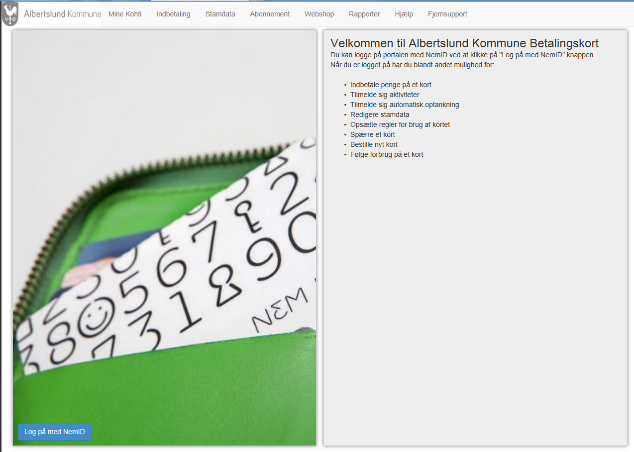 Albertslund Kommune
Mine Konti Indbetaling Stamdata Abonnement Webshop Rapporter Hjælp Fjernsupport
Velkommen til Albertslund Kommune Betalingskort
Du kan logge på portalen med NemID ved at klikke på "Log på med NemID" knappen
Når du er logget på har du blandt andet mulighed for:
Indbetale penge på et kort
Tilmelde sig aktiviteter
Tilmelde sig automatisk optankning
Redigere stamdata
Opsætte regler for brug af kortet
Spærre et kort
Bestille nyt kort
Følge forbrug på et kort
567
31890
NEM
Log på med NemID